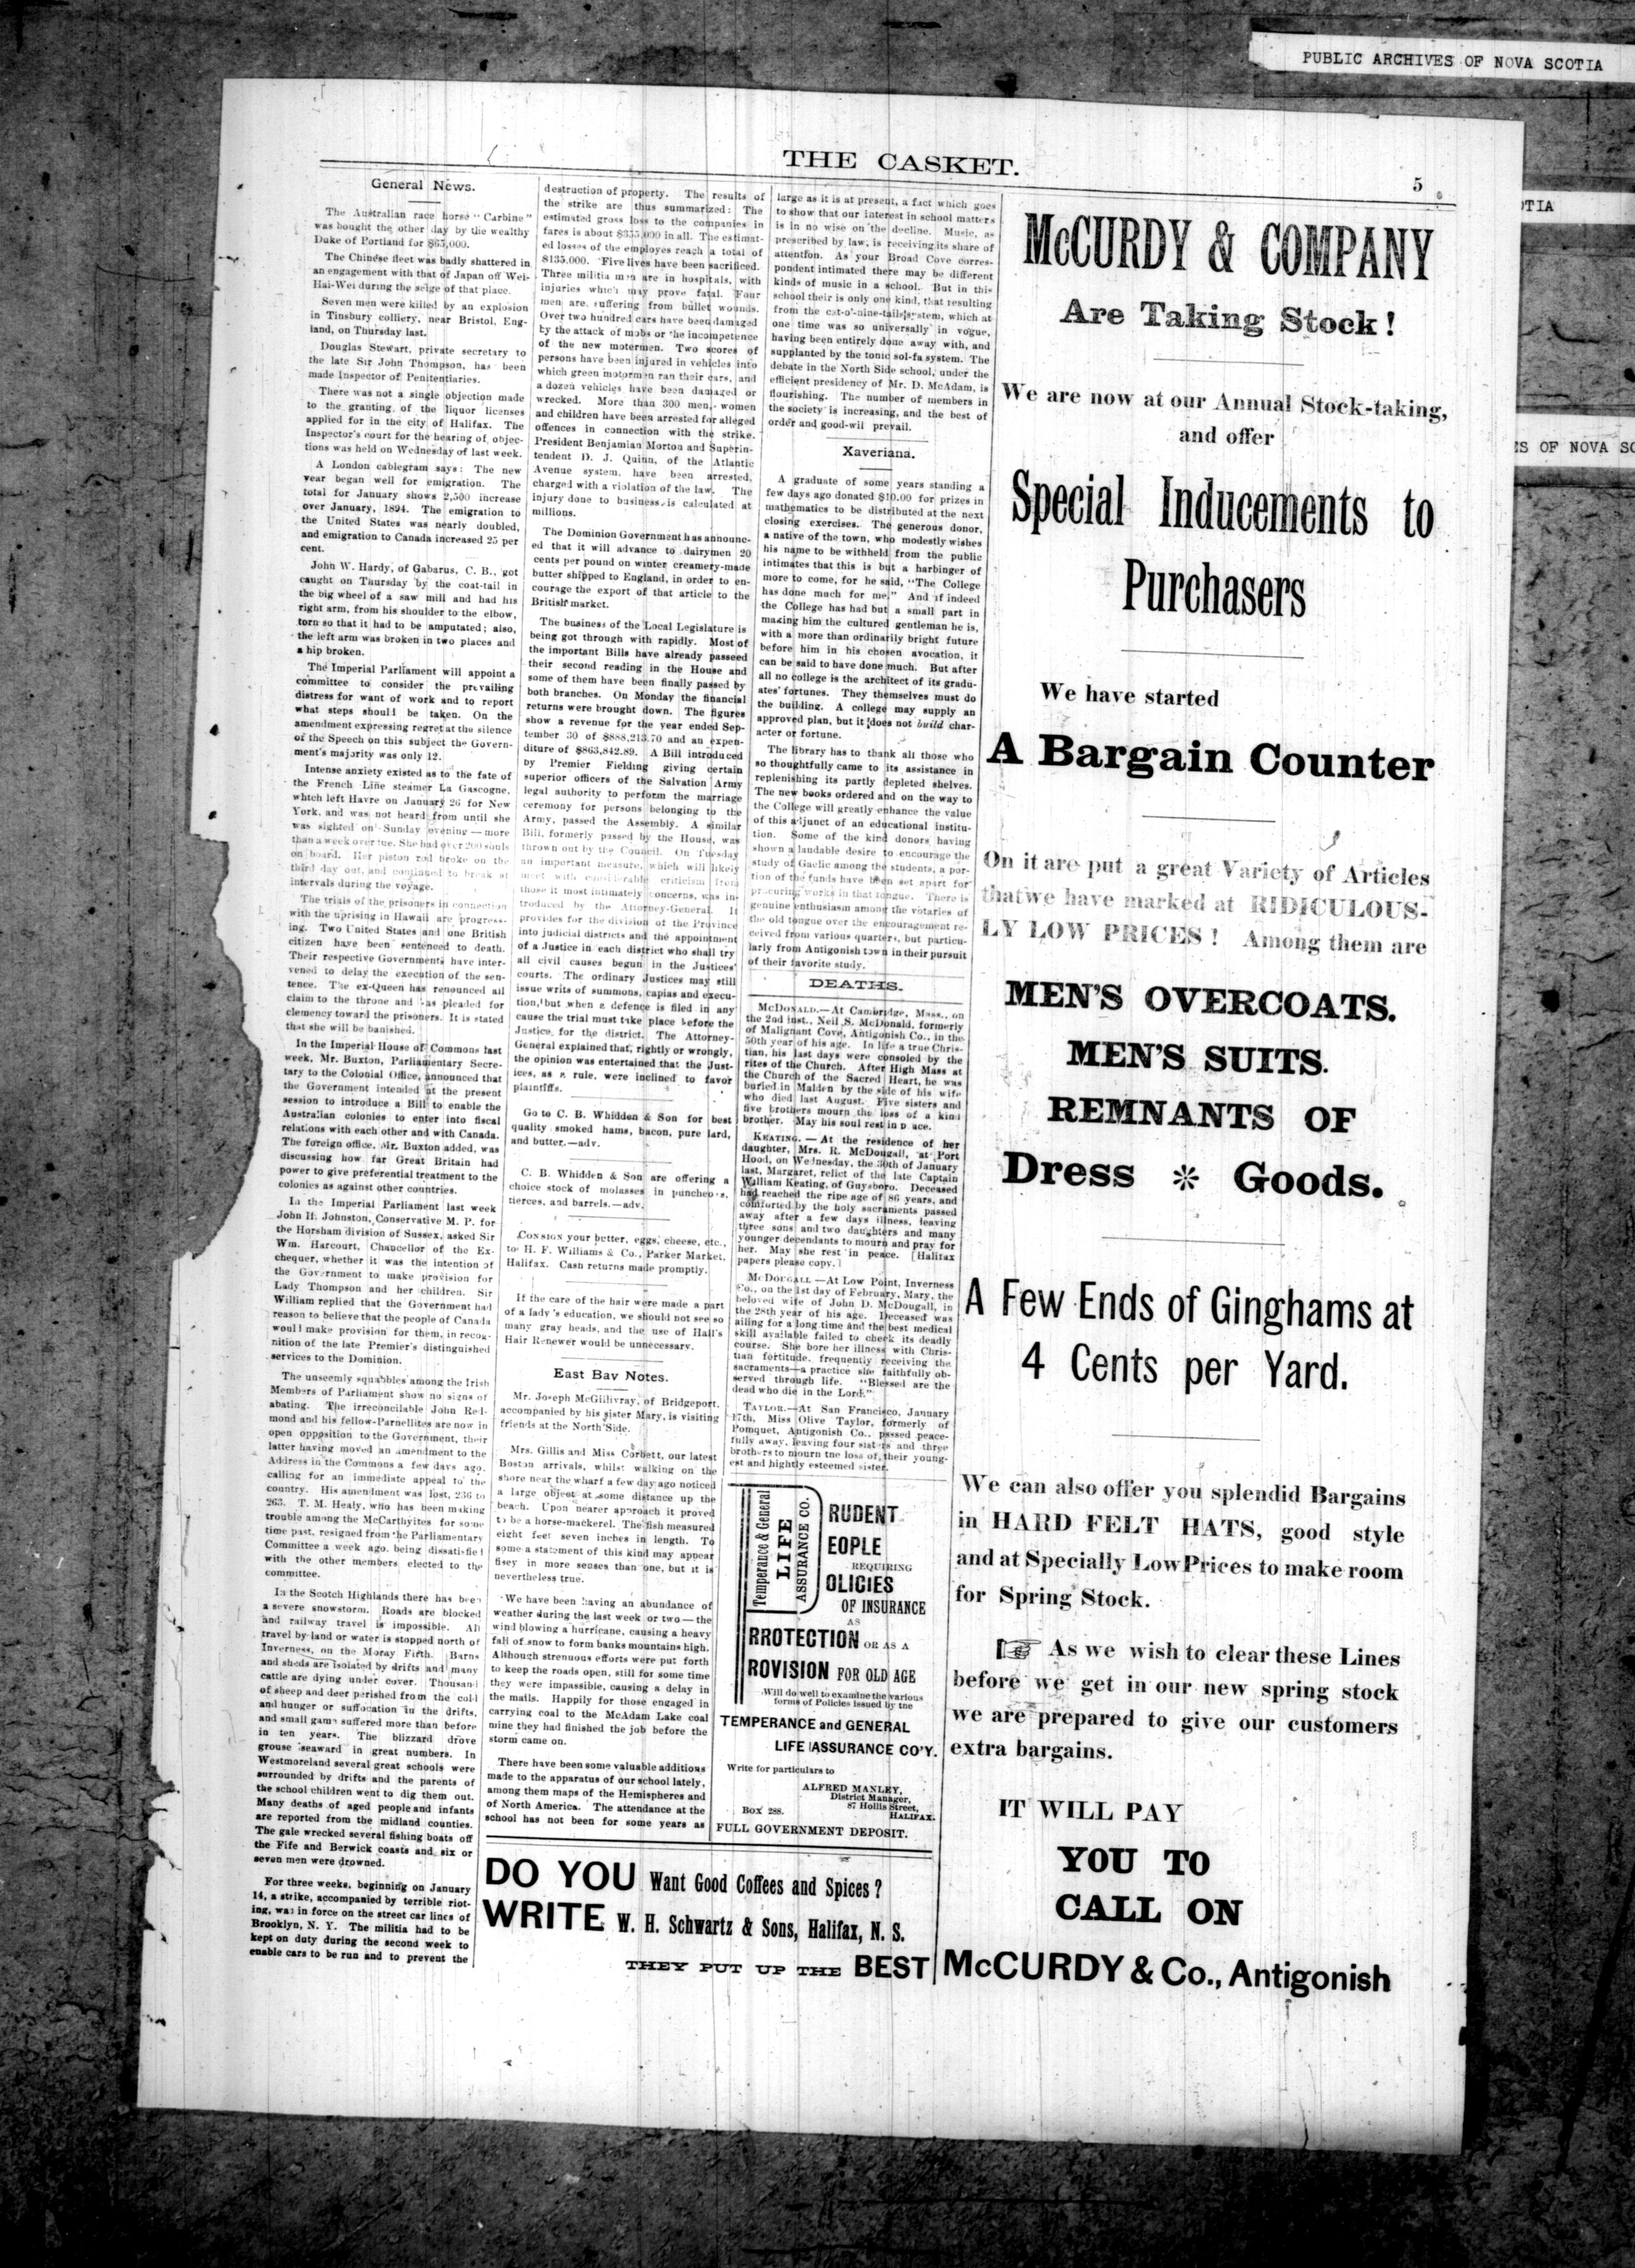 PUBLIC ARCHIVES OF NOVA SCOTIA
THE CASKET.
5
General News.
The Australian race horse "Carbine"
was bought the other day by the wealthy
Duke of Portland for $65,000.
The Chinese fleet was badly shattered in
an engagement with that of Japan off Wei-
Hai-Wei during the seige of that place.
Seven men were killed by an explosion
in Tinsbury colliery, near Bristol, Eng-
land, on Thursday last.
Douglas Stewart, private secretary to
the late Sir John Thompson, has been
made Inspector of Penitentiaries.
There was not a single objection made
to the granting of the liquor licenses
applied for in the city of Halifax. The
Inspector's court for the hearing of objec-
tions was held on Wednesday of last week.
A London cablegram says: The new
year began well for emigration. The
total for January shows 2,500 increase
over January, 1894. The emigration to
the United States was nearly doubled,
and emigration to Canada increased 25 per
cent.
John W. Hardy, of Gabarus, C. B., got
caught on Thursday by the coat-tail in
the big wheel of a saw mill and had his
right arm, from his shoulder to the elbow,
torn so that it had to be amputated; also,
the left arm was broken in two places and
a hip broken.
The Imperial Parliament will appoint a
committee to consider the prevailing
distress for want of work and to report
what steps should be taken. On the
amendment expressing regret at the silence
of the Speech on this subject the Govern-
ment's majority was only 12.
Intense anxiety existed as to the fate of
the French Line steamer La Gascogne,
which left Havre on January 26 for New
York, and was not heard from until she
was sighted on Sunday evening — more
than a week over tue. She had over 200 souls
on board. Her piston rod broke on the
third day out, and continued to break at
intervals during the voyage.
The trials of the prisoners in connection
with the uprising in Hawaii are progress-
ing. Two United States and one British
citizen have been sentenced to death.
Their respective Governments have inter-
vened to delay the execution of the sen-
tence. The ex-Queen has renounced all
claim to the throne and has pleaded for
clemency toward the prisoners. It is stated
that she will be banished.
In the Imperial House of Commons last
week, Mr. Buxton, Parliamentary Secre-
tary to the Colonial Office, announced that
the Government intended at the present
session to introduce a Bill to enable the
Australian colonies to enter into fiscal
relations with each other and with Canada.
The foreign office, Mr. Buxton added, was
discussing how far Great Britain had
power to give preferential treatment to the
colonies as against other countries.
In the Imperial Parliament last week
John H. Johnston, Conservative M. P. for
the Horsham division of Sussex, asked Sir
Wm. Harcourt, Chancellor of the Ex-
chequer, whether it was the intention of
the Government to make provision for
Lady Thompson and her children. Sir
William replied that the Government had
reason to believe that the people of Canada
would make provision for them, in recog-
nition of the late Premier's distinguished
services to the Dominion.
The unseemly squabbles among the Irish
Members of Parliament show no signs of
abating. The irreconcilable John Red-
mond and his fellow-Parnellites are now in
open opposition to the Government, their
latter having moved an amendment to the
Address in the Commons a few days ago,
calling for an immediate appeal to the
country. His amendment was lost, 236 to
263. T. M. Healy, who has been making
trouble among the McCarthyites for some
time past, resigned from the Parliamentary
Committee a week ago, being dissatisfied
with the other members elected to the
committee.
In the Scotch Highlands there has been
a severe snowstorm. Roads are blocked
and railway travel is impossible. All
travel by land or water is stopped north of
Inverness, on the Moray Firth. Barns
and sheds are isolated by drifts and many
cattle are dying under cover. Thousand
of sheep and deer perished from the cold
and hunger or suffocation in the drifts,
and small game suffered more than before
in ten years. The blizzard drove
grouse seaward in great numbers. In
Westmoreland several great schools were
surrounded by drifts and the parents of
the school children went to dig them out.
Many deaths of aged people and infants
are reported from the midland counties.
The gale wrecked several fishing boats off
the Fife and Berwick coasts and six or
seven men were drowned.
For three weeks, beginning on January
14, a strike, accompanied by terrible riot-
ing, was in force on the street car lines of
Brooklyn, N. Y. The militia had to be
kept on duty during the second week to
enable cars to be run and to prevent the
destruction of property. The results of
the strike are thus summarized: The
estimated gross loss to the companies in
fares is about $355,000 in all. The estimat-
ed losses of the employes reach a total of
$135,000. Five lives have been sacrificed.
Three militia men are in hospitals, with
injuries which may prove fatal. Four
men are suffering from bullet wounds.
Over two hundred cars have been damaged
by the attack of mobs or the incompetence
of the new motermen. Two scores of
persons have been injured in vehicles into
which green motormen ran their cars, and
a dozen vehicles have been damaged or
wrecked. More than 300 men, women
and children have been arrested for alleged
offences in connection with the strike.
President Benjamian Morton and Superin-
tendent D. J. Quinn, of the Atlantic
Avenue system, have been arrested,
charged with a violation of the law. The
injury done to business is calculated at
millions.
The Dominion Government has announc-
ed that it will advance to dairymen 20
cents per pound on winter creamery-made
butter shipped to England, in order to en-
courage the export of that article to the
British market.
The business of the Local Legislature is
being got through with rapidly. Most of
the important Bills have already passeed
their second reading in the House and
some of them have been finally passed by
both branches. On Monday the financial
returns were brought down. The figures
show a revenue for the year ended Sep-
tember 30 of $888,213.70 and an expen-
diture of $863,842.89. A Bill introduced
by Premier Fielding giving certain
superior officers of the Salvation Army
legal authority to perform the marriage
ceremony for persons belonging to the
Army, passed the Assembly. A similar
Bill, formerly passed by the House, was
thrown out by the Council. On Tuesday
an important measure, which will likely
meet with considerable criticism from
those it most intimately concerns, was in-
troduced by the Attorney-General. It
provides for the division of the Province
into judicial districts and the appointment
of a Justice in each district who shall try
all civil causes begun in the Justices'
courts. The ordinary Justices may still
issue writs of summons, capias and execu-
tion, but when a defence is filed in any
cause the trial must take place before the
Justice, for the district. The Attorney-
General explained that, rightly or wrongly,
the opinion was entertained that the Just-
ices, as a rule, were inclined to favor
plaintiffs.
Go to C. B. Whidden & Son for best
quality smoked hams, bacon, pure lard,
and butter.—adv.
C. B. Whidden & Son are offering a
choice stock of molasses in puncheons,
tierces, and barrels.—adv.
CONSIGN your better, eggs, cheese, etc.,
to H. F. Williams & Co., Parker Market,
Halifax. Cash returns made promptly.
If the care of the hair were made a part
of a lady's education, we should not see so
many gray heads, and the use of Hall's
Hair Renewer would be unnecessary.
East Bay Notes.
Mr. Joseph McGillivray, of Bridgeport,
accompanied by his sister Mary, is visiting
friends at the North Side.
Mrs. Gillis and Miss Corbett, our latest
Boston arrivals, whilst walking on the
shore near the wharf a few day ago noticed
a large object at some distance up the
beach. Upon nearer approach it proved
to be a horse-mackerel. The fish measured
eight feet seven inches in length. To
some a statement of this kind may appear
fisey in more senses than one, but it is
nevertheless true.
We have been having an abundance of
weather during the last week or two — the
wind blowing a hurricane, causing a heavy
fall of snow to form banks mountains high.
Although strenuous efforts were put forth
to keep the roads open, still for some time
they were impassible, causing a delay in
the mails. Happily for those engaged in
carrying coal to the McAdam Lake coal
mine they had finished the job before the
storm came on.
There have been some valuable additions
made to the apparatus of our school lately,
among them maps of the Hemispheres and
of North America. The attendance at the
school has not been for some years as
large as it is at present, a fact which goes
to show that our interest in school matters
is in no wise on the decline. Music, as
prescribed by law, is receiving its share of
attention. As your Broad Cove corres-
pondent intimated there may be different
kinds of music in a school. But in this
school their is only one kind, that resulting
from the cat-o'-nine-tails system, which at
one time was so universally in vogue,
having been entirely done away with, and
supplanted by the tonic sol-fa system. The
debate in the North Side school, under the
efficient presidency of Mr. D. McAdam, is
flourishing. The number of members in
the society is increasing, and the best of
order and good-wil prevail.
Xaveriana.
A graduate of some years standing a
few days ago donated $10.00 for prizes in
mathematics to be distributed at the next
closing exercises. The generous donor,
a native of the town, who modestly wishes
his name to be withheld from the public
intimates that this is but a harbinger of
more to come, for he said, "The College
has done much for me." And if indeed
the College has had but a small part in
making him the cultured gentleman he is,
with a more than ordinarily bright future
before him in his chosen avocation, it
can be said to have done much. But after
all no college is the architect of its gradu-
ates' fortunes. They themselves must do
the building. A college may supply an
approved plan, but it does not build char-
acter or fortune.
The library has to thank all those who
so thoughtfully came to its assistance in
replenishing its partly depleted shelves.
The new books ordered and on the way to
the College will greatly enhance the value
of this adjunct of an educational institu-
tion. Some of the kind donors having
shown a laudable desire to encourage the
study of Gaelic among the students, a por-
tion of the funds have been set apart for
procuring works in that tongue. There is
genuine enthusiasm among the votaries of
the old tongue over the encouragement re-
ceived from various quarters, but particu-
larly from Antigonish town in their pursuit
of their favorite study.
DEATHS.
MCDONALD.—At Cambridge, Mass., on
the 2nd inst., Neil S. McDonald, formerly
of Malignant Cove, Antigonish Co., in the
50th year of his age. In life a true Chris-
tian, his last days were consoled by the
rites of the Church. After High Mass at
the Church of the Sacred Heart, he was
buried in Malden by the side of his wife
who died last August. Five sisters and
five brothers mourn the loss of a kind
brother. May his soul rest in p ace.
KEATING. — At the residence of her
daughter, Mrs. R. McDougall, at Port
Hood, on Wednesday, the 30th of January
last, Margaret, relict of the late Captain
William Keating, of Guysboro. Deceased
had reached the ripe age of 86 years, and
comforted by the holy sacraments passed
away after a few days illness, leaving
three sons and two daughters and many
younger decendants to mourn and pray for
her. May she rest in peace. [Halifax
papers please copy.]
MCDOUGALL—At Low Point, Inverness
Co., on the 1st day of February, Mary, the
beloved wife of John D. McDougall, in
the 28th year of his age. Deceased was
ailing for a long time and the best medical
skill available failed to check its deadly
course. She bore her illness with Chris-
tian fortitude, frequently receiving the
sacraments—a practice she faithfully ob-
served through life. "Blessed are the
dead who die in the Lord."
TAYLOR.—At San Francisco, January
17th, Miss Olive Taylor, formerly of
Pomquet, Antigonish Co., passed peace-
fully away, leaving four sisters and three
brothers to mourn tne loss of their young-
est and highly esteemed sister.
Temperance & General
LIFE
ASSURANCE CO.
RUDENT
EOPLE
REQUIRING
OLICIES
OF INSURANCE
AS
RROTECTION OR AS A
ROVISION FOR OLD AGE
Will do well to examine the various
forms of Policies issued by the
TEMPERANCE and GENERAL
LIFE ASSURANCE CO'Y.
Write for particulars to
ALFRED MANLEY,
District Manager,
87 Hollis Street,
HALIFAX.
Box 288.
FULL GOVERNMENT DEPOSIT.
DO YOU Want Good Coffees and Spices?
WRITE W. H. Schwartz & Sons, Halifax, N. S.
THEY PUT UP THE BEST
McCURDY & COMPANY
Are Taking Stock!
We are now at our Annual Stock-taking,
and offer
Special Inducements to
Purchasers
We have started
A Bargain Counter
On it are put a great Variety of Articles
thatwe have marked at RIDICULOUS-
LY LOW PRICES! Among them are
MEN'S OVERCOATS.
MEN'S SUITS.
REMNANTS OF
Dress * Goods.
A Few Ends of Ginghams at
4 Cents per Yard.
We can also offer you splendid Bargains
in HARD FELT HATS, good style
and at Specially Low Prices to make room
for Spring Stock.
☞ As we wish to clear these Lines
before we get in our new spring stock
we are prepared to give our customers
extra bargains.
IT WILL PAY
YOU TO
CALL ON
McCURDY & Co., Antigonish
OTIA
ES OF NOVA SC